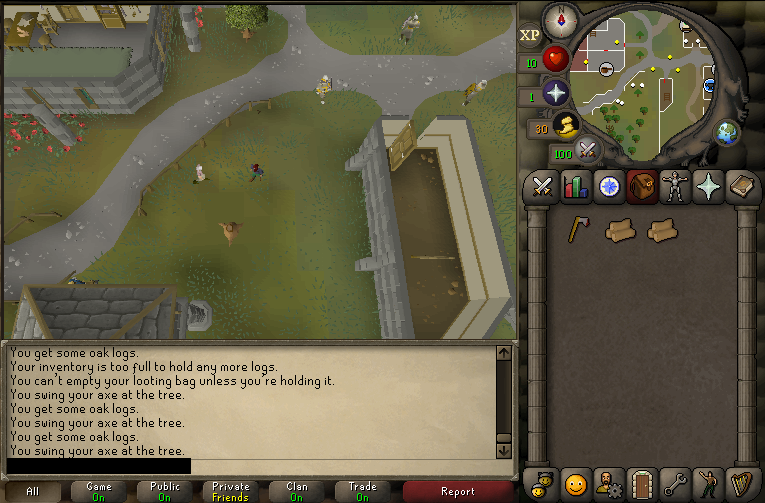 N
XP
10
1
30
100
You get some oak logs.
Your inventory is too full to hold any more logs.
You can't empty your looting bag unless you're holding it.
You swing your axe at the tree.
You get some oak logs.
You swing your axe at the tree.
You get some oak logs.
You swing your axe at the tree.
All
Game
On
Public
On
Private
Friends
Clan
On
Trade
On
Report